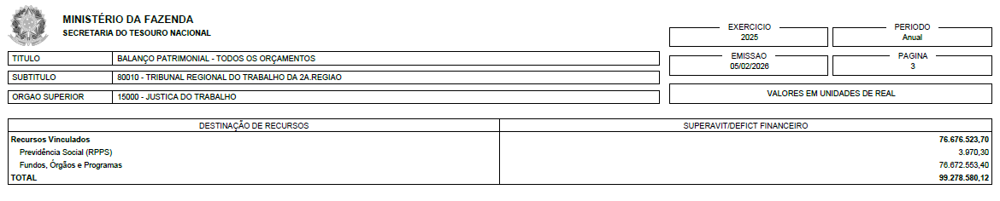 MINISTÉRIO DA FAZENDA
SECRETARIA DO TESOURO NACIONAL
EXERCICIO
2025
PERIODO
Anual
TITULO BALANÇO PATRIMONIAL - TODOS OS ORÇAMENTOS
EMISSAO
05/02/2026
PAGINA
3
SUBTITULO 80010 - TRIBUNAL REGIONAL DO TRABALHO DA 2A.REGIAO
ORGAO SUPERIOR 15000 - JUSTICA DO TRABALHO
VALORES EM UNIDADES DE REAL
DESTINAÇÃO DE RECURSOS SUPERAVIT/DEFICT FINANCEIRO
Recursos Vinculados 76.676.523,70
Previdência Social (RPPS) 3.970,30
Fundos, Órgãos e Programas 76.672.553,40
TOTAL 99.278.580,12